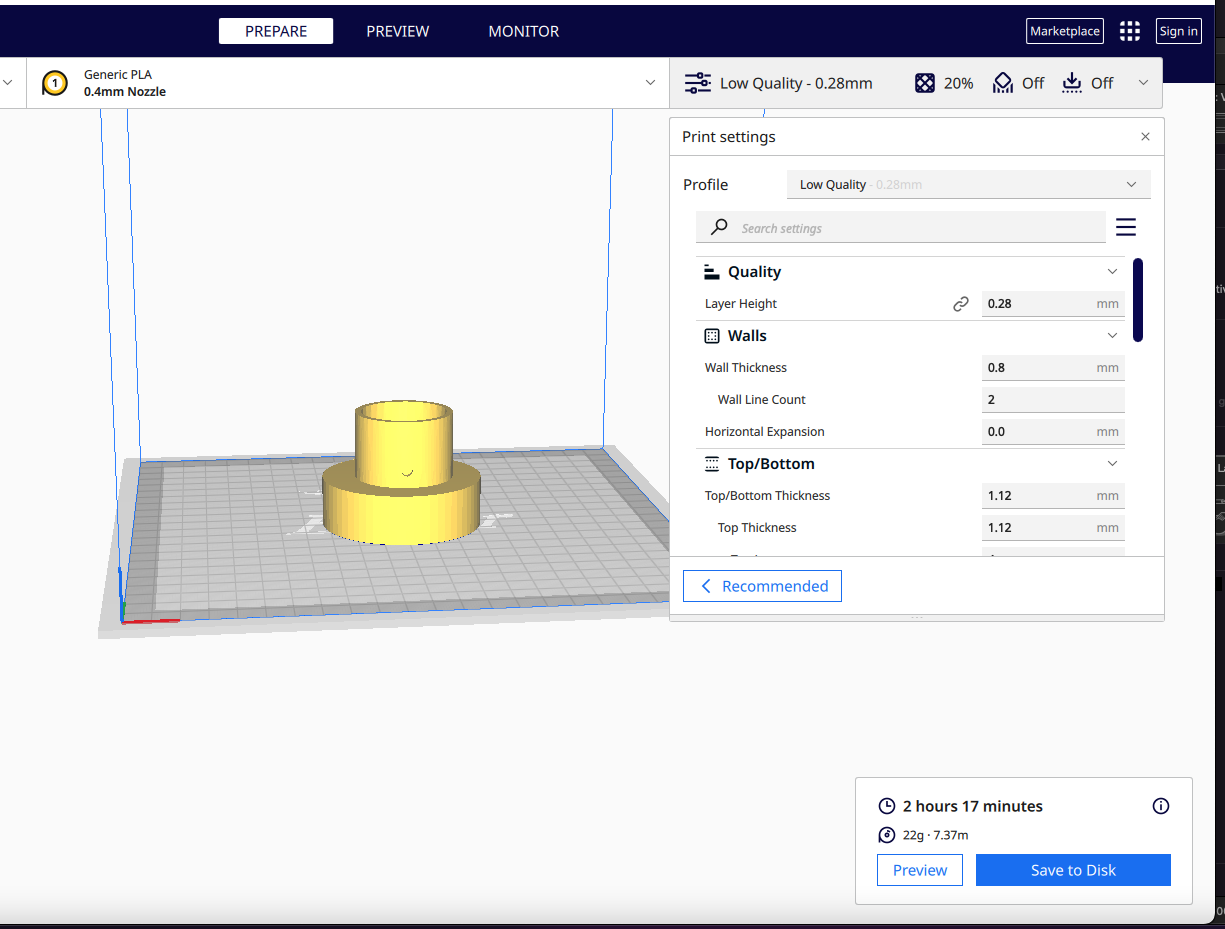 PREPARE PREVIEW MONITOR Marketplace Sign in
1 Generic PLA
0.4mm Nozzle
Low Quality - 0.28mm 20% Off Off
Print settings
Profile Low Quality - 0.28mm
Search settings
Quality
Layer Height 0.28 mm
Walls
Wall Thickness 0.8 mm
Wall Line Count 2
Horizontal Expansion 0.0 mm
Top/Bottom
Top/Bottom Thickness 1.12 mm
Top Thickness 1.12 mm
Recommended
2 hours 17 minutes
22g · 7.37m
Preview Save to Disk